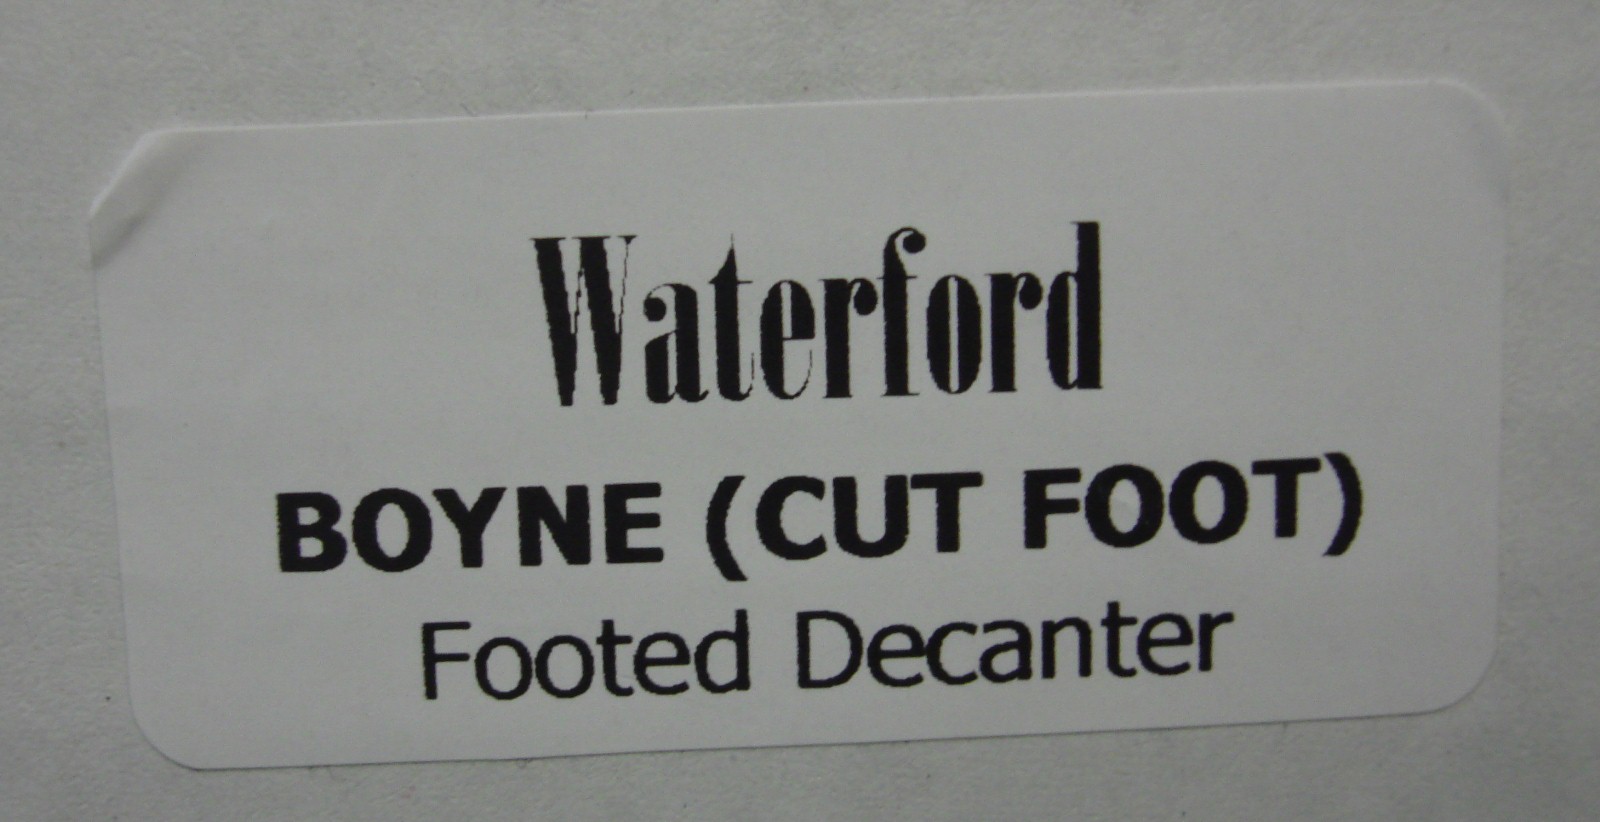 Waterford
BOYNE (CUT FOOT)
Footed Decanter